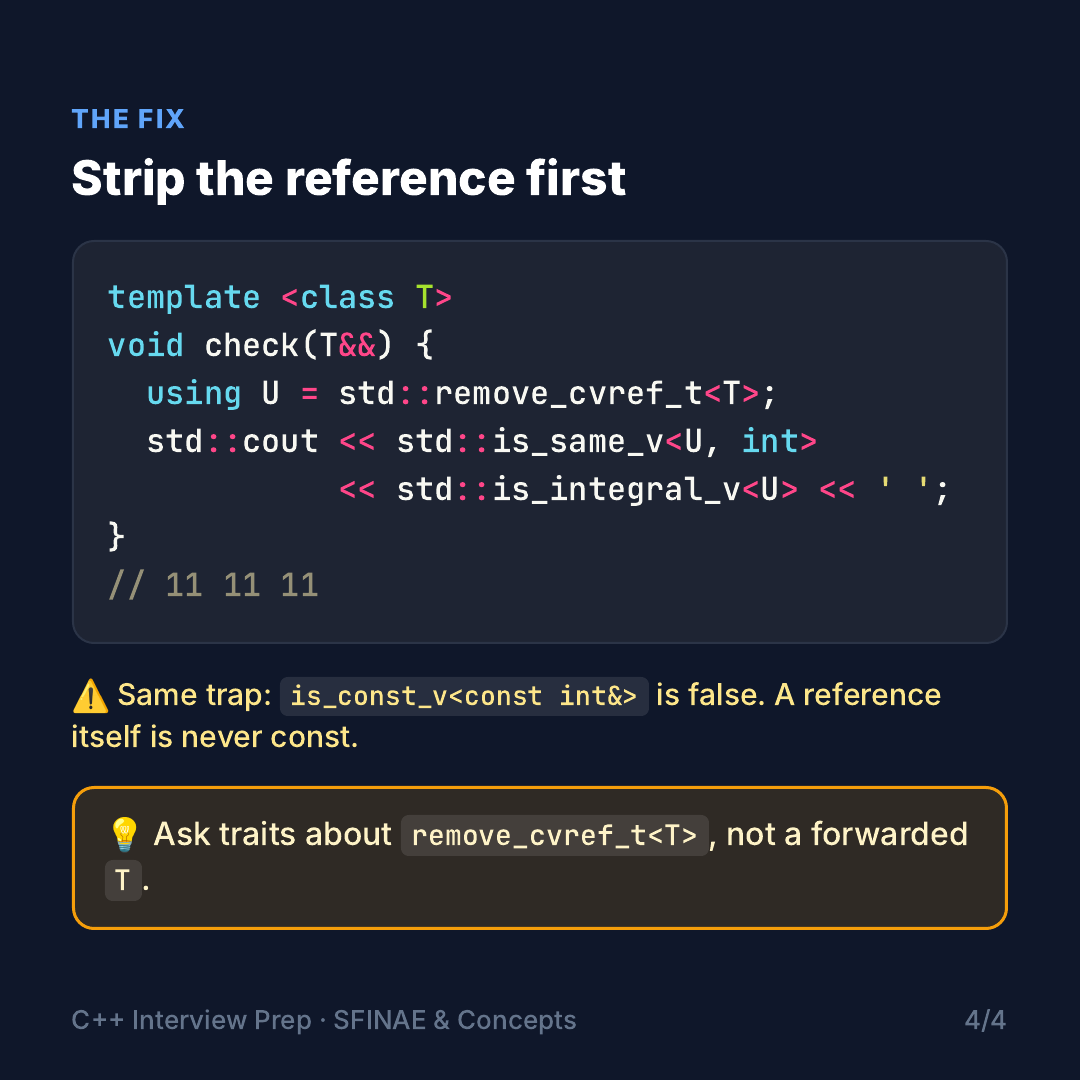 THE FIX
Strip the reference first
template <class T>
void check(T&&) {
  using U = std::remove_cvref_t<T>;
  std::cout << std::is_same_v<U, int>
            << std::is_integral_v<U> << ' ';
}
// 11 11 11
⚠️ Same trap: is_const_v<const int&> is false. A reference
itself is never const.
💡 Ask traits about remove_cvref_t<T>, not a forwarded
T.
C++ Interview Prep · SFINAE & Concepts
4/4